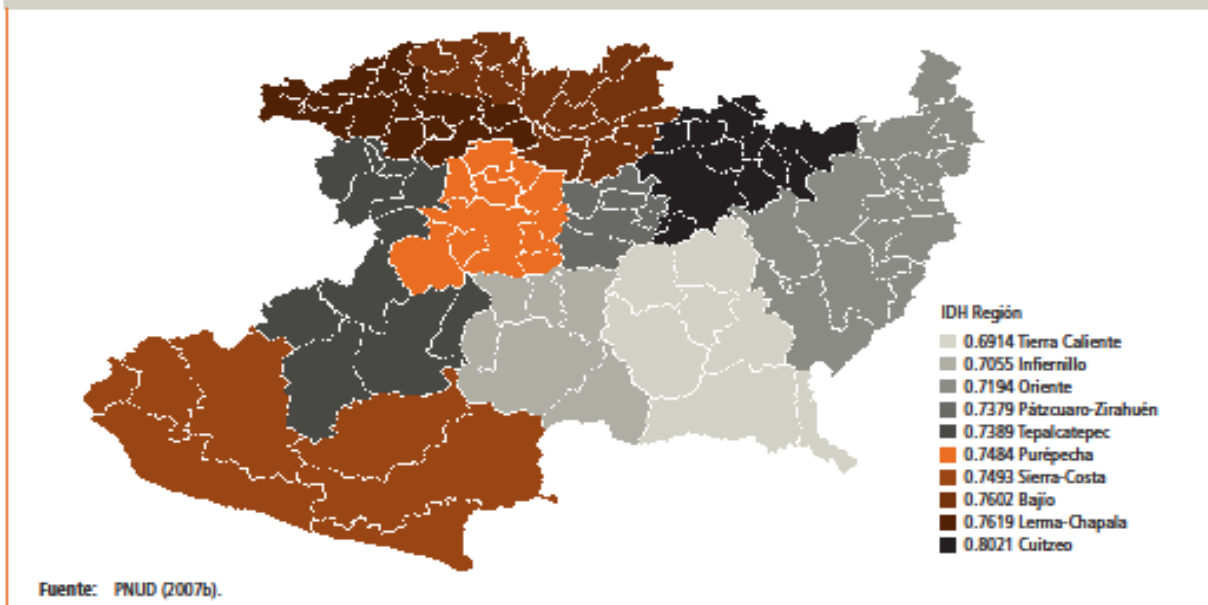 IDH Región
0.6914 Tierra Caliente
0.7055 Infiernillo
0.7194 Oriente
0.7379 Pátzcuaro-Zirahuén
0.7389 Tepalcatepec
0.7484 Purépecha
0.7493 Sierra-Costa
0.7602 Bajío
0.7619 Lerma-Chapala
0.8021 Cuitzeo
Fuente: PNUD (2007b).